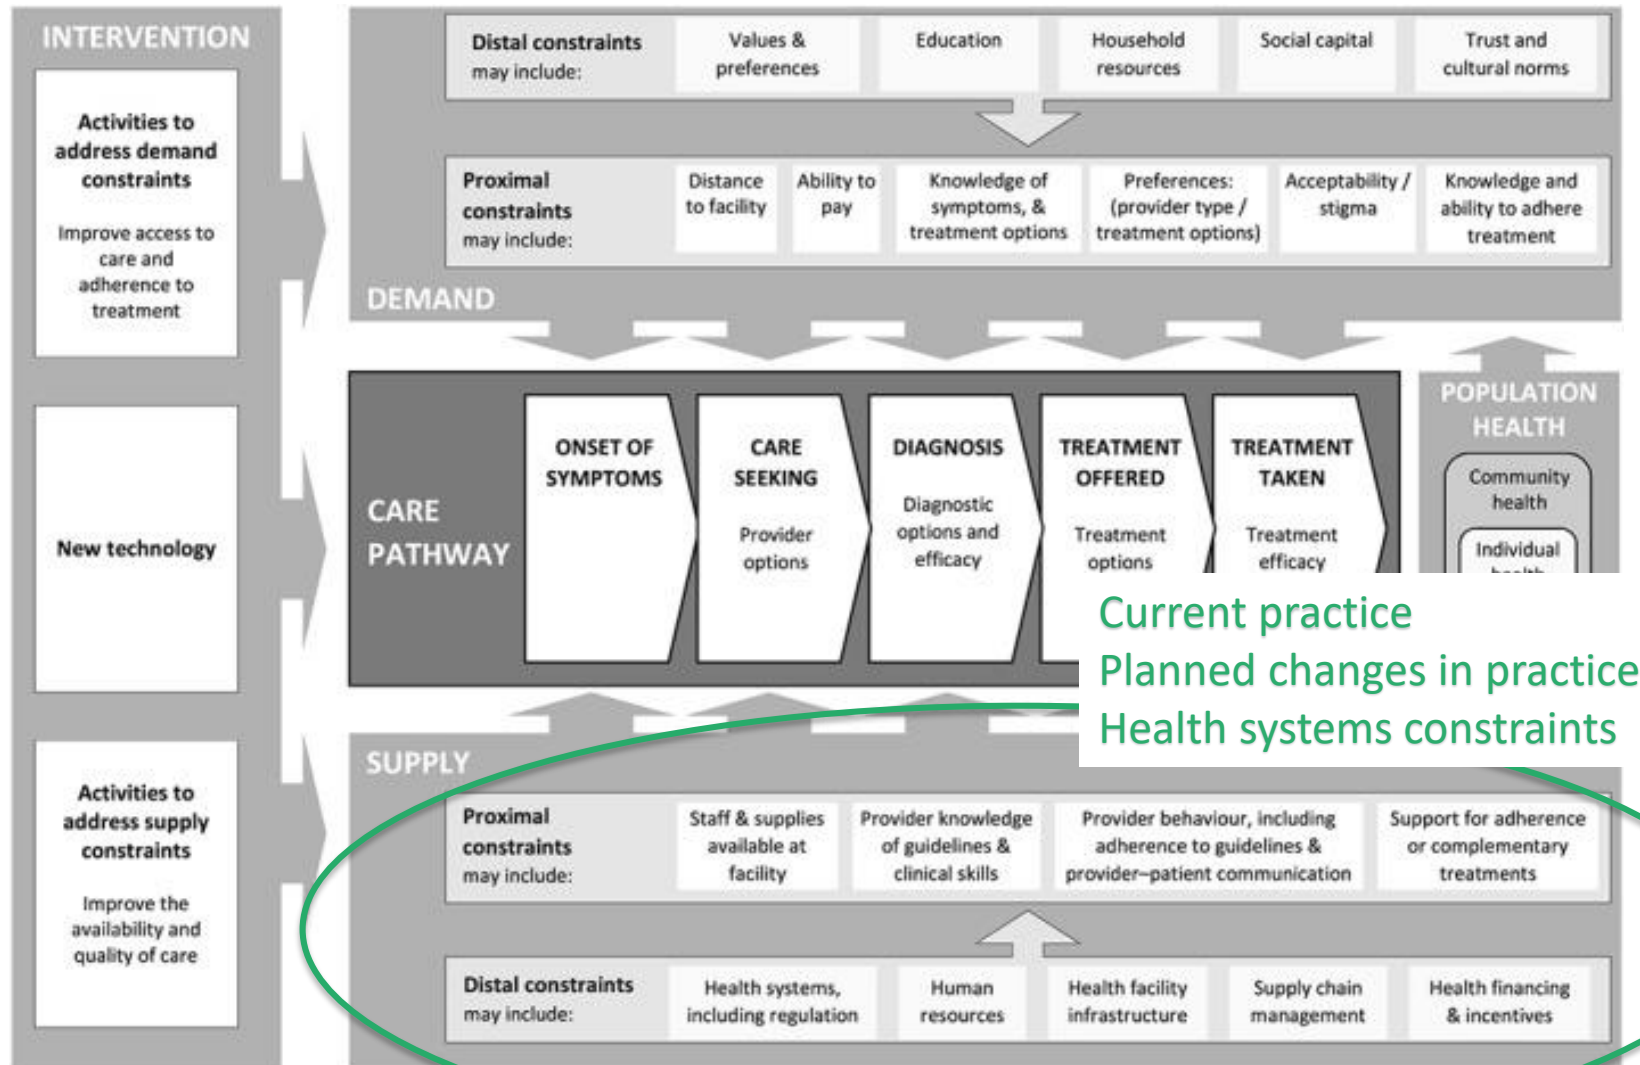 INTERVENTION
Activities to
address demand
constraints
Improve access to
care and
adherence to
treatment
New technology
Activities to
address supply
constraints
Improve the
availability and
quality of care
Distal constraints
may include:
Values &
preferences
Education
Household
resources
Social capital
Trust and
cultural norms
Proximal
constraints
may include:
Distance
to facility
Ability to
pay
Knowledge of
symptoms, &
treatment options
Preferences:
(provider type /
treatment options)
Acceptability /
stigma
Knowledge and
ability to adhere
treatment
DEMAND
CARE
PATHWAY
ONSET OF
SYMPTOMS
CARE
SEEKING
Provider
options
DIAGNOSIS
Diagnostic
options and
efficacy
TREATMENT
OFFERED
Treatment
options
TREATMENT
TAKEN
Treatment
efficacy
POPULATION
HEALTH
Community
health
Individual
Current practice
Planned changes in practice
Health systems constraints
SUPPLY
Proximal
constraints
may include:
Staff & supplies
available at
facility
Provider knowledge
of guidelines &
clinical skills
Provider behaviour, including
adherence to guidelines &
provider–patient communication
Support for adherence
or complementary
treatments
Distal constraints
may include:
Health systems,
including regulation
Human
resources
Health facility
infrastructure
Supply chain
management
Health financing
& incentives